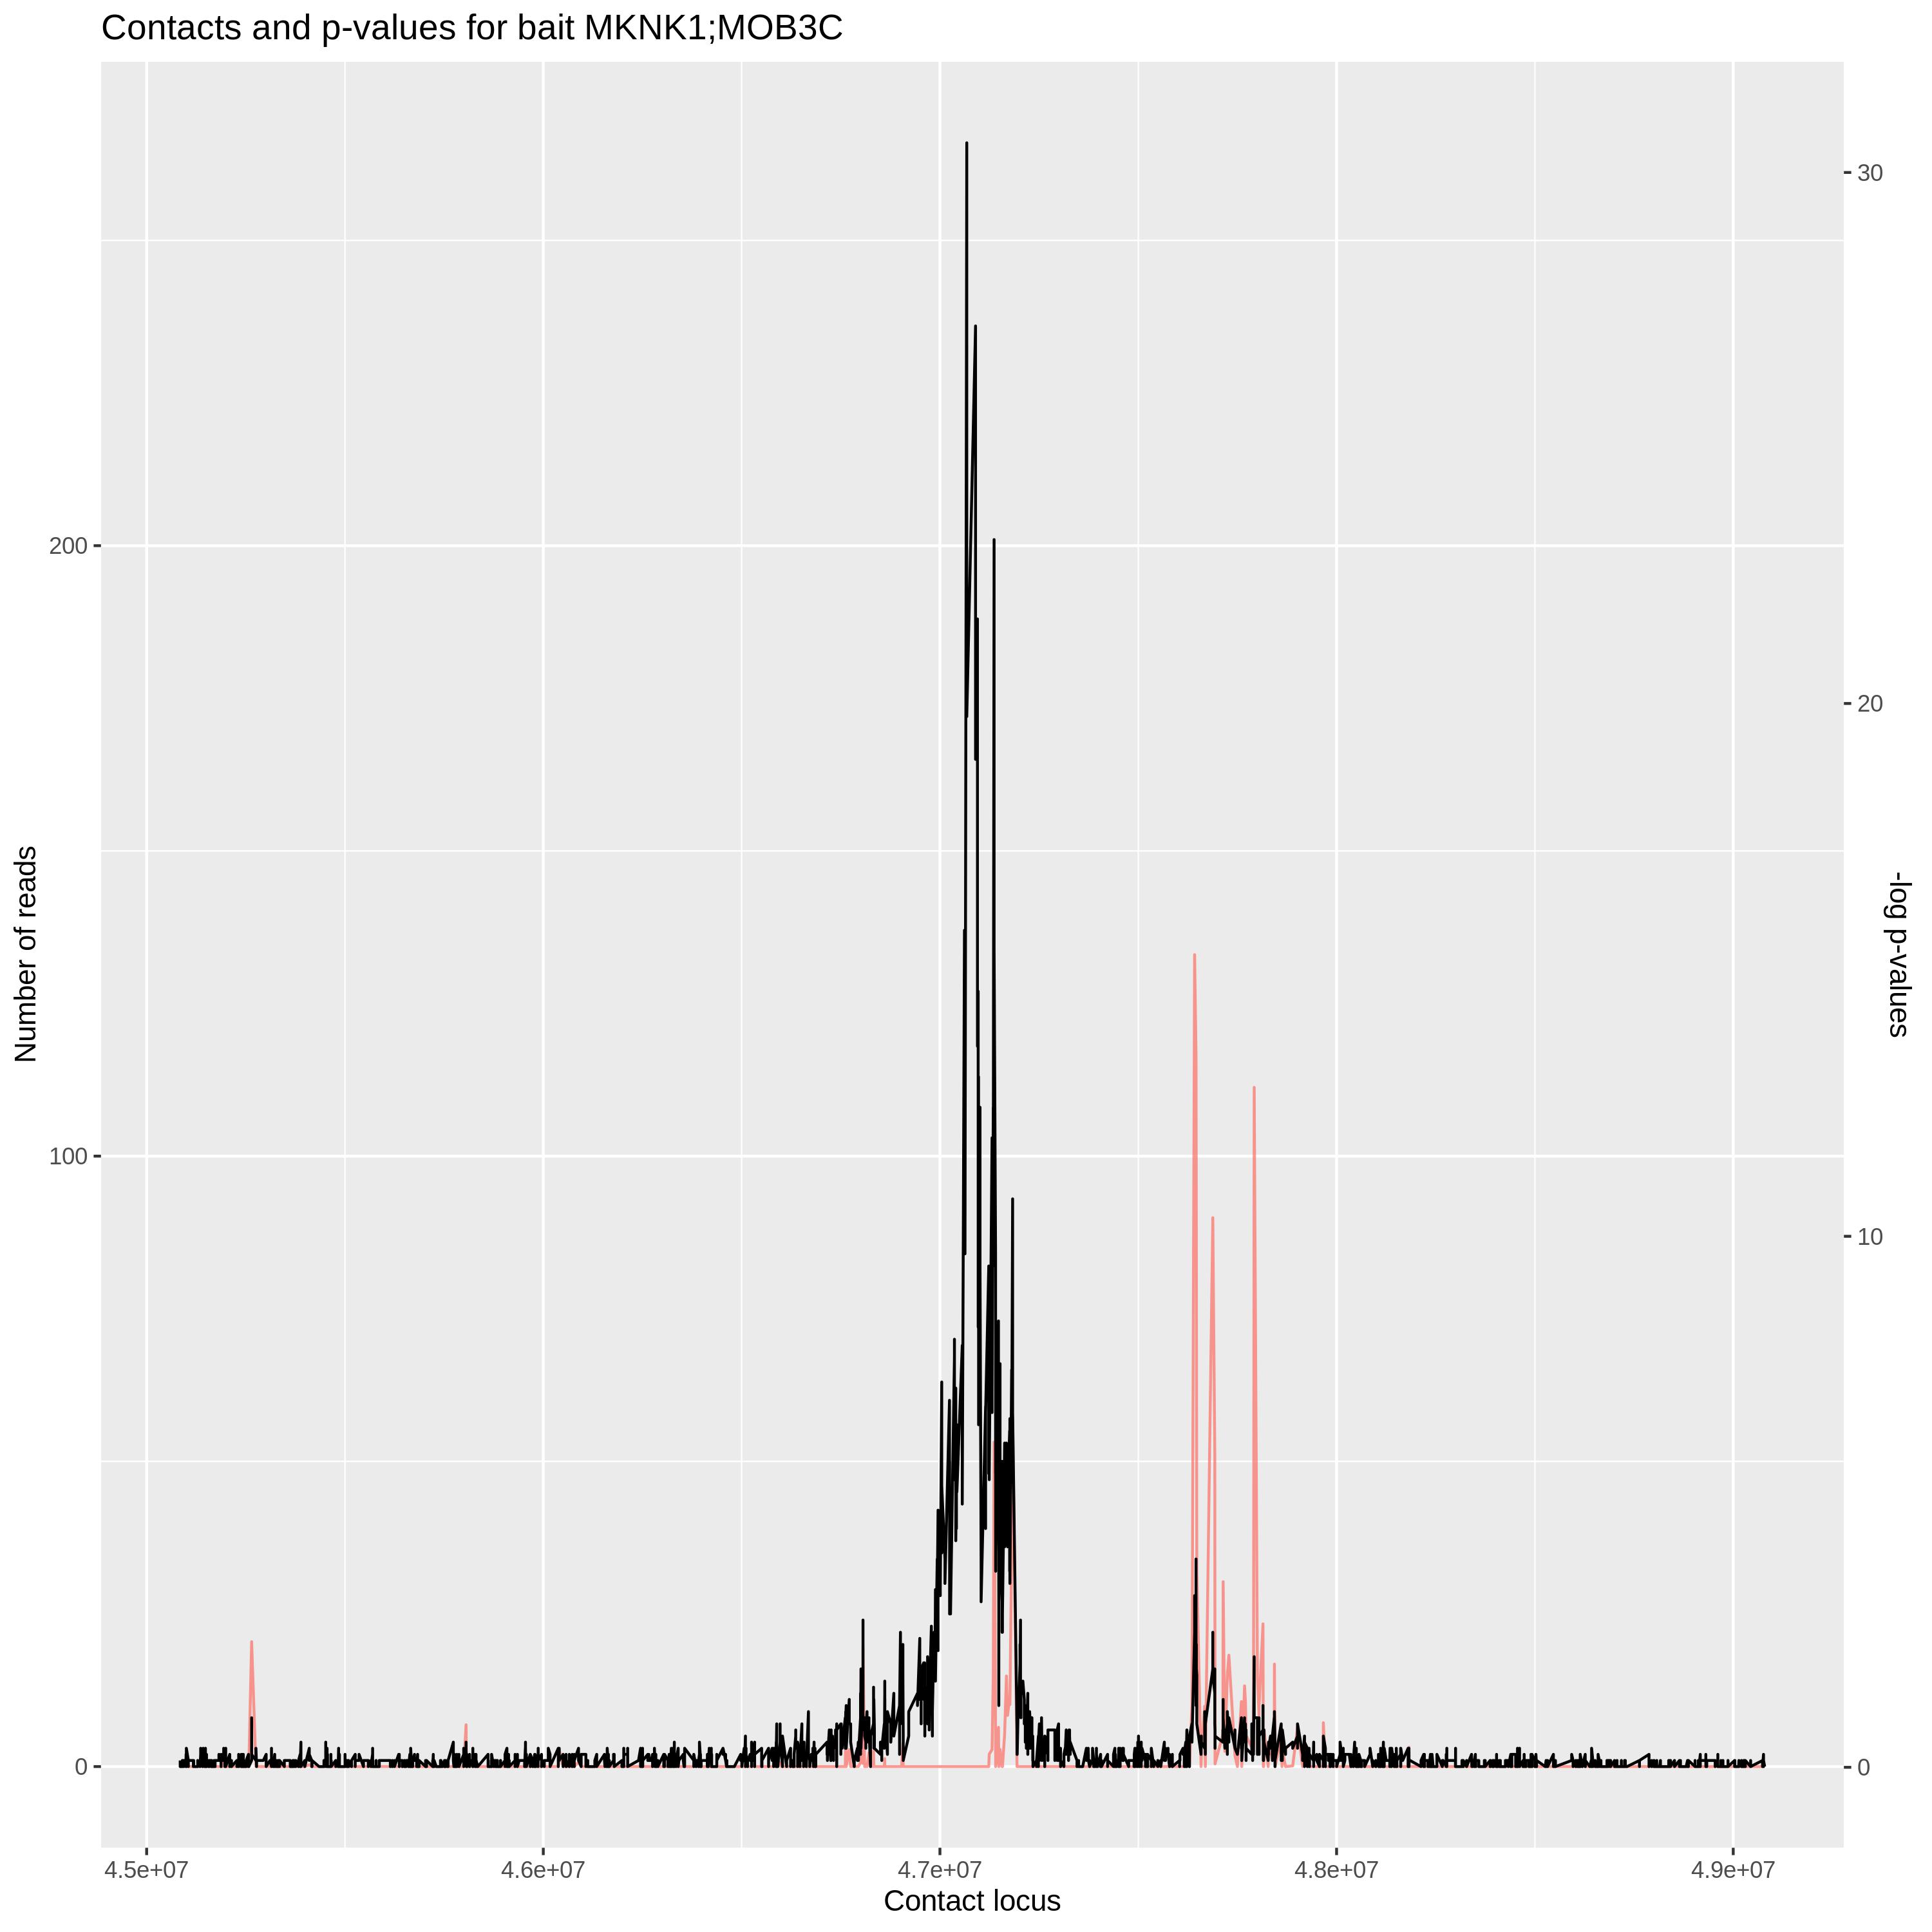 Contacts and p-values for bait MKNK1;MOB3C
30
200
20
Number of reads
-log p-values
100
10
0
0
4.5e+07
4.6e+07
4.7e+07
4.8e+07
4.9e+07
Contact locus